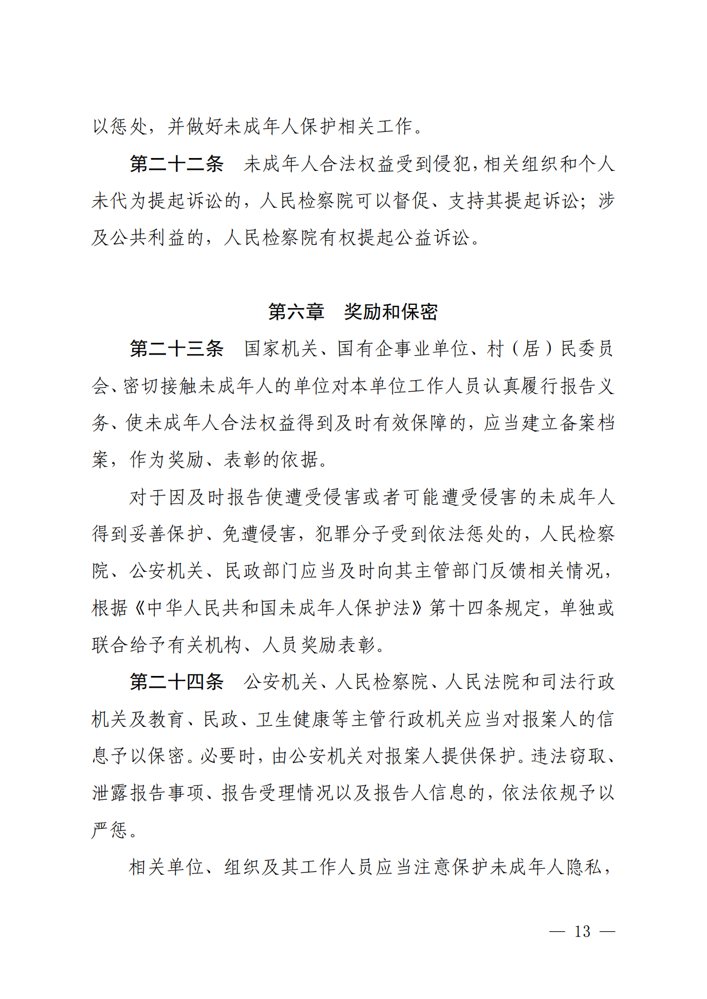 以惩处，并做好未成年人保护相关工作。
第二十二条　未成年人合法权益受到侵犯，相关组织和个人
未代为提起诉讼的，人民检察院可以督促、支持其提起诉讼；涉
及公共利益的，人民检察院有权提起公益诉讼。
第六章　奖励和保密
第二十三条　国家机关、国有企事业单位、村（居）民委员
会、密切接触未成年人的单位对本单位工作人员认真履行报告义
务、使未成年人合法权益得到及时有效保障的，应当建立备案档
案，作为奖励、表彰的依据。
对于因及时报告使遭受侵害或者可能遭受侵害的未成年人
得到妥善保护、免遭侵害，犯罪分子受到依法惩处的，人民检察
院、公安机关、民政部门应当及时向其主管部门反馈相关情况，
根据《中华人民共和国未成年人保护法》第十四条规定，单独或
联合给予有关机构、人员奖励表彰。
第二十四条　公安机关、人民检察院、人民法院和司法行政
机关及教育、民政、卫生健康等主管行政机关应当对报案人的信
息予以保密。必要时，由公安机关对报案人提供保护。违法窃取、
泄露报告事项、报告受理情况以及报告人信息的，依法依规予以
严惩。
相关单位、组织及其工作人员应当注意保护未成年人隐私，
— 13 —